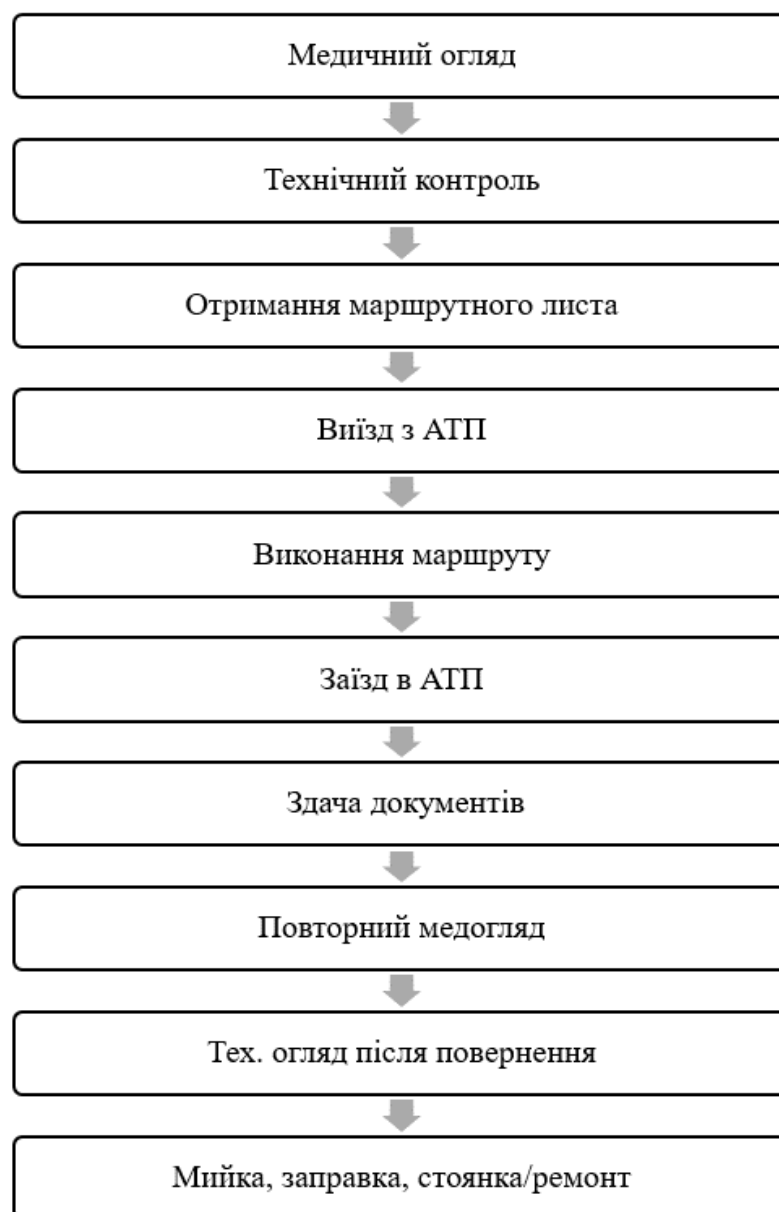 Медичний огляд
Технічний контроль
Отримання маршрутного листа
Виїзд з АТП
Виконання маршруту
Заїзд в АТП
Здача документів
Повторний медогляд
Тех. огляд після повернення
Мийка, заправка, стоянка/ремонт